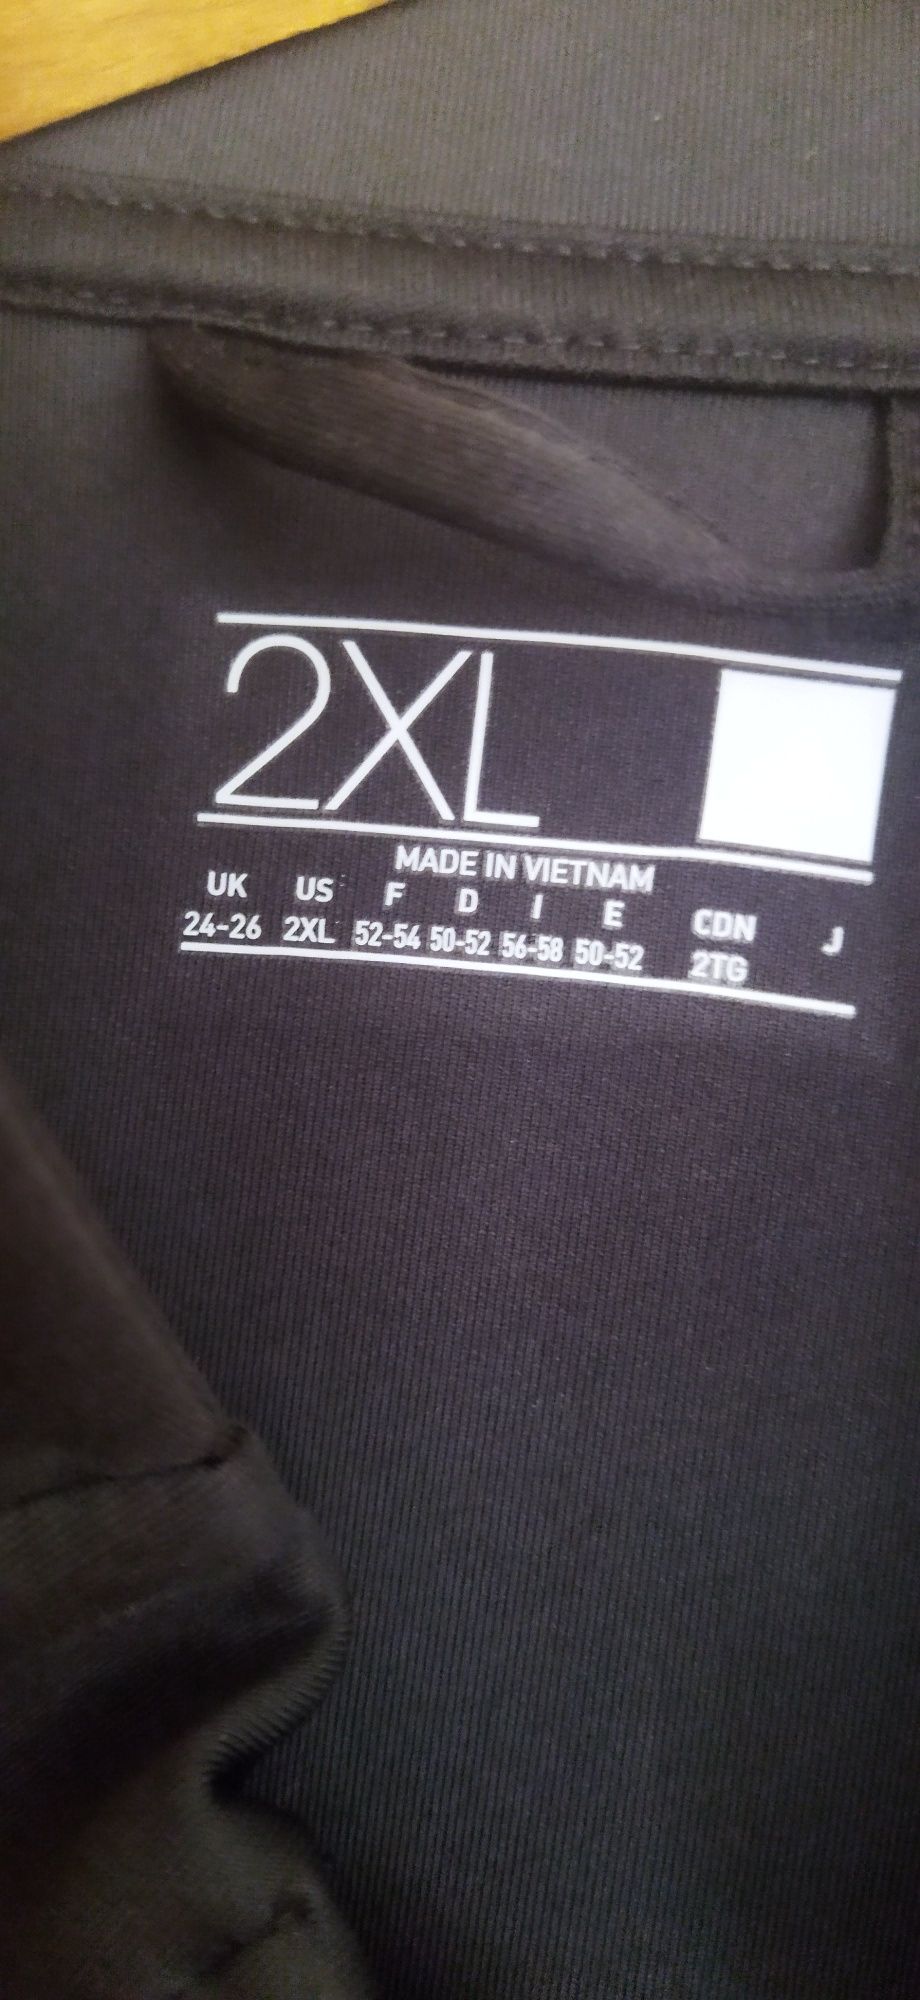 2XL
MADE IN VIETNAM
UK US F D I E CDN J
24-26 2XL 52-54 50-52 56-58 50-52 2TG